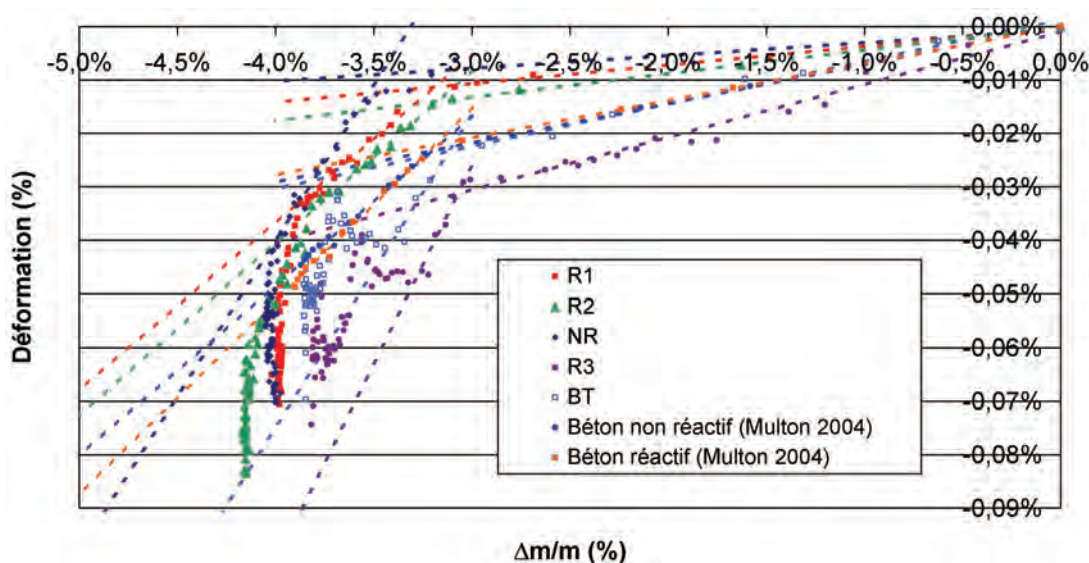 0,00%
-5,0% -4,5% -4,0% -3,5% -3,0% -2,5% -2,0% -1,5% -1,0% -0,5% 0,0%
-0,01%
-0,02%
-0,03%
-0,04%
-0,05%
-0,06%
-0,07%
-0,08%
-0,09%
Déformation (%)
R1
R2
NR
R3
BT
Béton non réactif (Multon 2004)
Béton réactif (Multon 2004)
Δm/m (%)